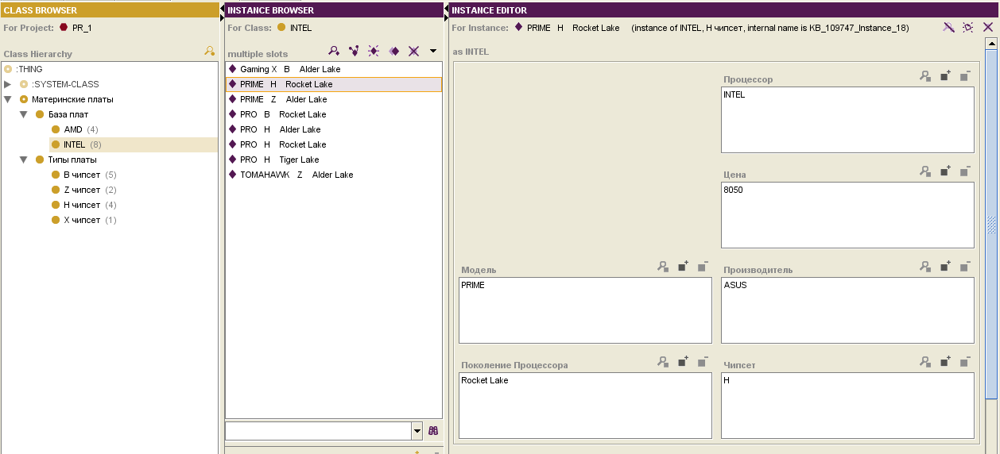 CLASS BROWSER
For Project: PR_1
Class Hierarchy
:THING
:SYSTEM-CLASS
Материнские платы
База плат
AMD (4)
INTEL (8)
Типы платы
B чипсет (5)
Z чипсет (2)
H чипсет (4)
X чипсет (1)
INSTANCE BROWSER
For Class: INTEL
multiple slots
Gaming X B Alder Lake
PRIME H Rocket Lake
PRIME Z Alder Lake
PRO B Rocket Lake
PRO H Alder Lake
PRO H Rocket Lake
PRO H Tiger Lake
TOMAHAWK Z Alder Lake
INSTANCE EDITOR
For Instance: PRIME H Rocket Lake (instance of INTEL, H чипсет, internal name is KB_109747_Instance_18)
as INTEL
Процессор
INTEL
Цена
8050
Модель
PRIME
Производитель
ASUS
Поколение Процессора
Rocket Lake
Чипсет
H